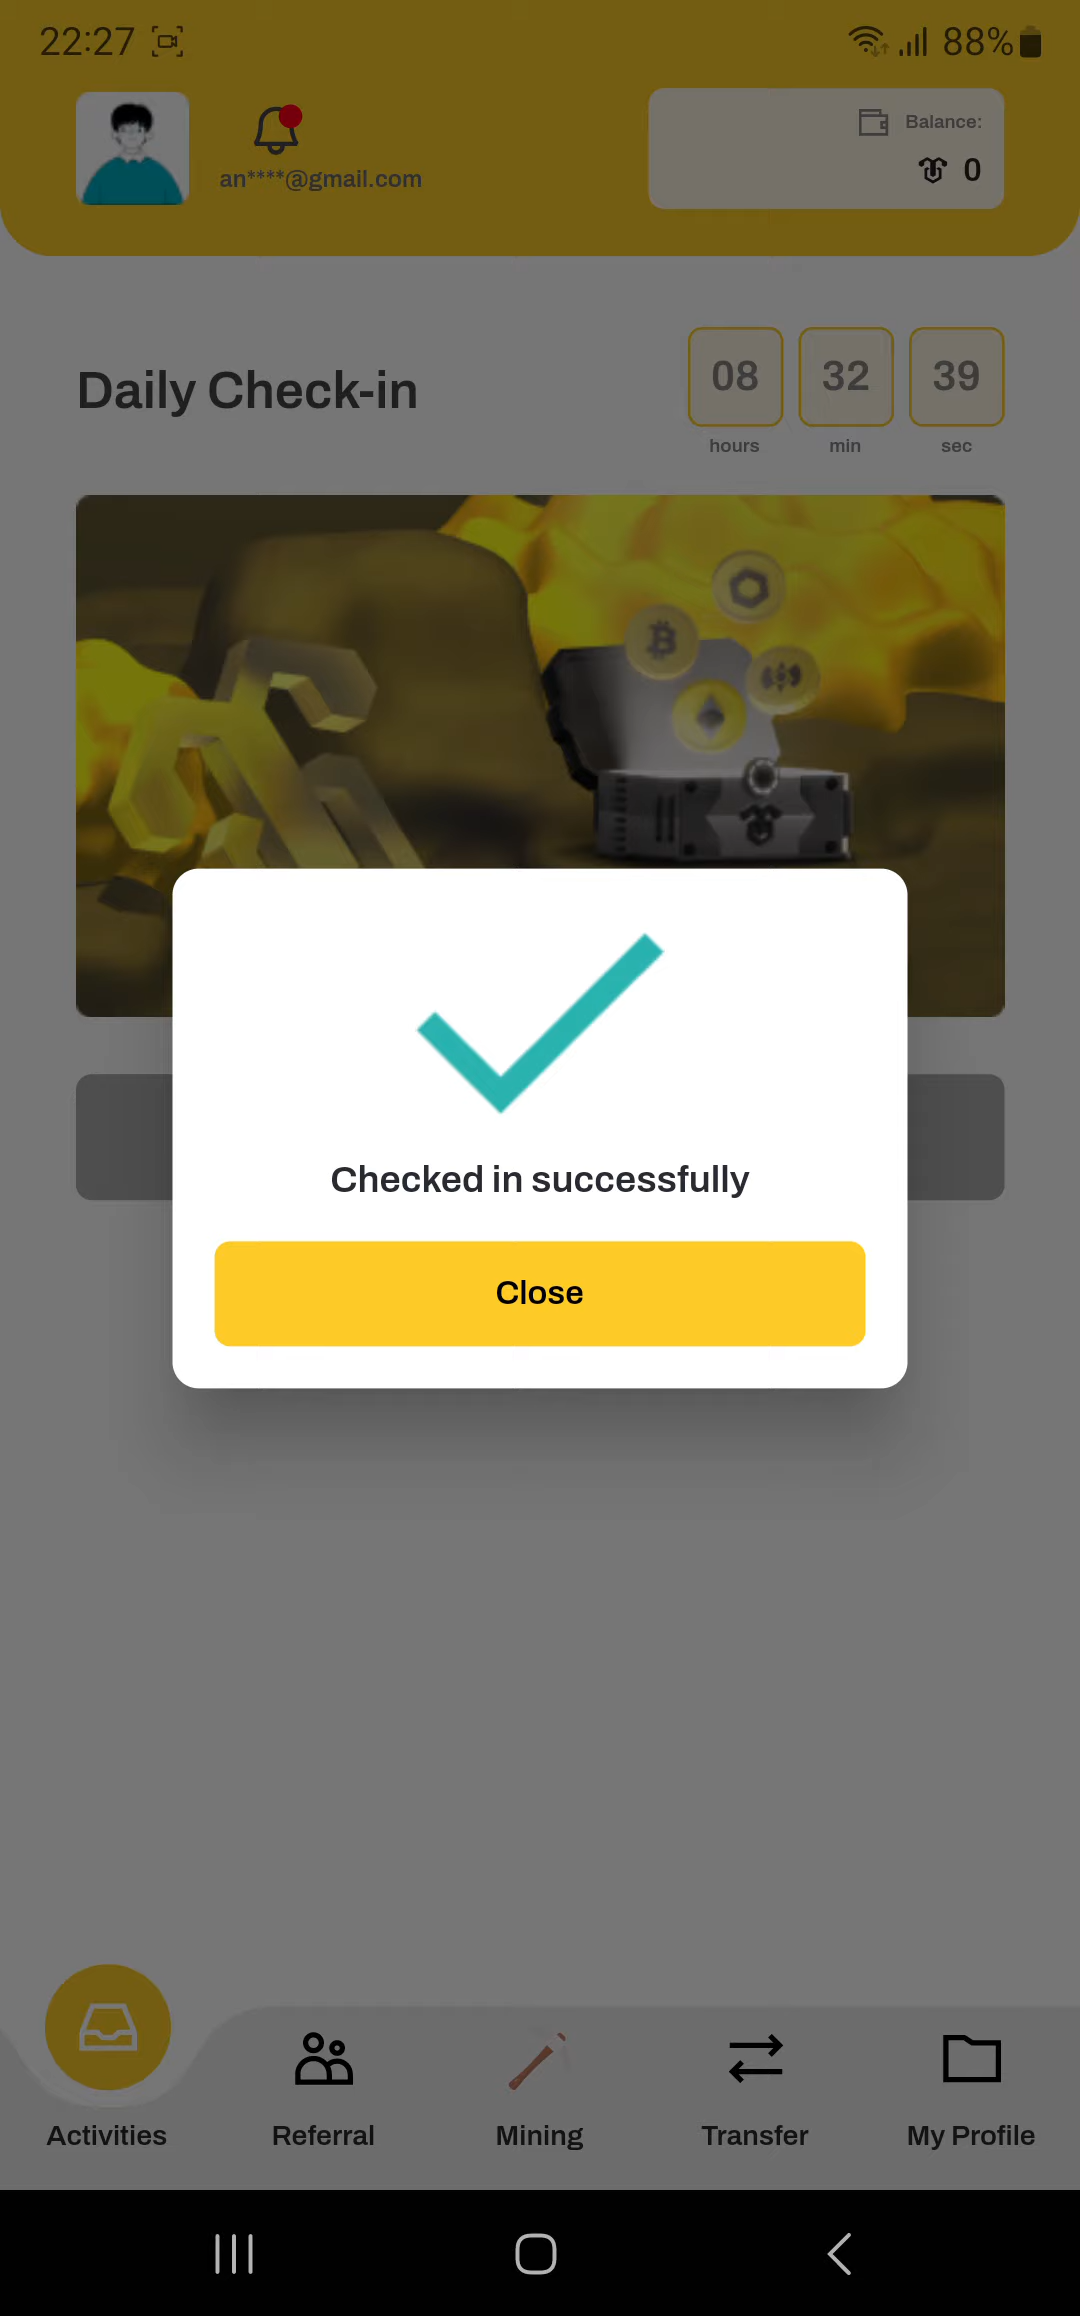 22:27
88%
an****@gmail.com
Balance:
0
Daily Check-in
08 32 39
hours min sec
Checked in successfully
Close
Activities Referral Mining Transfer My Profile